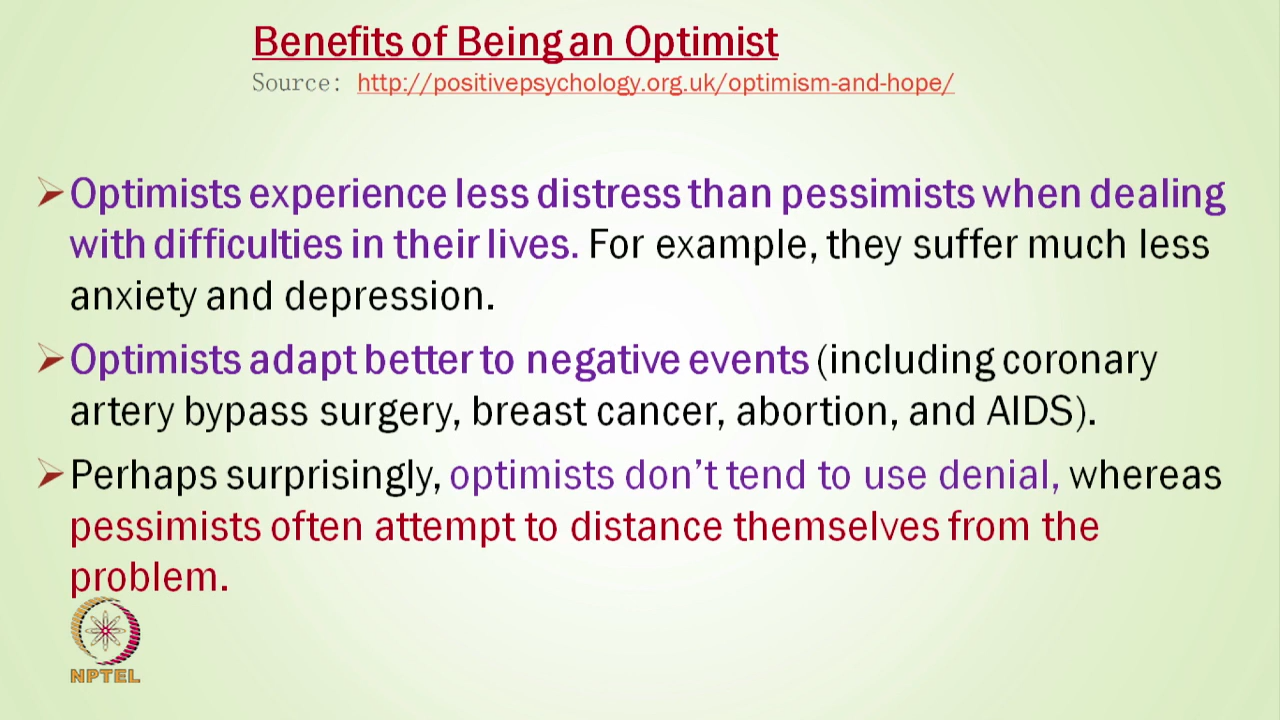 Benefits of Being an Optimist
Source: http://positivepsychology.org.uk/optimism-and-hope/
Optimists experience less distress than pessimists when dealing
with difficulties in their lives. For example, they suffer much less
anxiety and depression.
Optimists adapt better to negative events (including coronary
artery bypass surgery, breast cancer, abortion, and AIDS).
Perhaps surprisingly, optimists don’t tend to use denial, whereas
pessimists often attempt to distance themselves from the
problem.
NPTEL